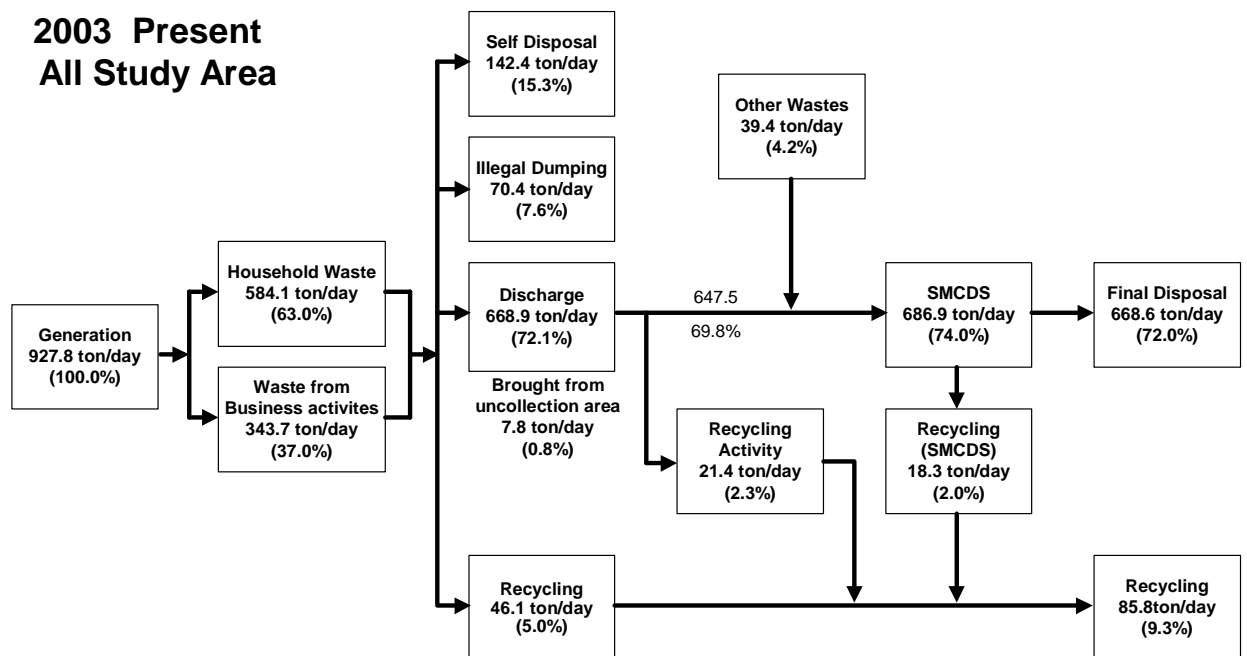 2003 Present
All Study Area
Self Disposal
142.4 ton/day
(15.3%)
Other Wastes
39.4 ton/day
(4.2%)
Illegal Dumping
70.4 ton/day
(7.6%)
Household Waste
584.1 ton/day
(63.0%)
Discharge
668.9 ton/day
(72.1%)
647.5
69.8%
SMCDS
686.9 ton/day
(74.0%)
Final Disposal
668.6 ton/day
(72.0%)
Generation
927.8 ton/day
(100.0%)
Waste from
Business activites
343.7 ton/day
(37.0%)
Brought from
uncollection area
7.8 ton/day
(0.8%)
Recycling
Activity
21.4 ton/day
(2.3%)
Recycling
(SMCDS)
18.3 ton/day
(2.0%)
Recycling
46.1 ton/day
(5.0%)
Recycling
85.8ton/day
(9.3%)